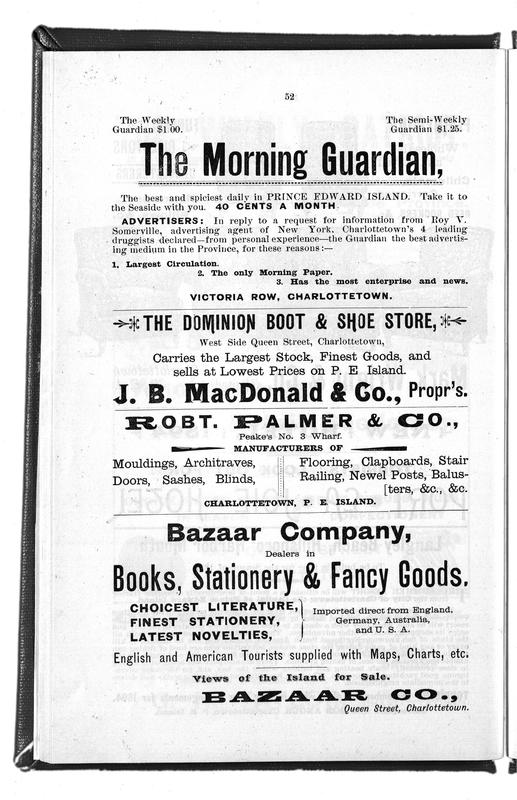 52
The Weekly
Guardian $1.00.
The Semi-Weekly
Guardian $1.25.
The Morning Guardian,
The best and spiciest daily in PRINCE EDWARD ISLAND. Take it to
the Seaside with you. 40 CENTS A MONTH.
ADVERTISERS: In reply to a request for information from Roy V.
Somerville, advertising agent of New York, Charlottetown's 4 leading
druggists declared—from personal experience—the Guardian the best advertis-
ing medium in the Province, for these reasons:—
1. Largest Circulation.
2. The only Morning Paper.
3. Has the most enterprise and news.
VICTORIA ROW, CHARLOTTETOWN.
THE DOMINION BOOT & SHOE STORE,
West Side Queen Street, Charlottetown,
Carries the Largest Stock, Finest Goods, and
sells at Lowest Prices on P. E Island.
J. B. MacDonald & Co., Propr's.
ROBT. PALMER & CO.,
Peake's No. 3 Wharf.
MANUFACTURERS OF
Mouldings, Architraves,
Doors, Sashes, Blinds,
Flooring, Clapboards, Stair
Railing, Newel Posts, Balus-
[ters, &c., &c.
CHARLOTTETOWN, P. E. ISLAND.
Bazaar Company,
Dealers in
Books, Stationery & Fancy Goods.
CHOICEST LITERATURE,
FINEST STATIONERY,
LATEST NOVELTIES,
Imported direct from England,
Germany, Australia,
and U. S. A.
English and American Tourists supplied with Maps, Charts, etc.
Views of the Island for Sale.
BAZAAR CO.,
Queen Street, Charlottetown.